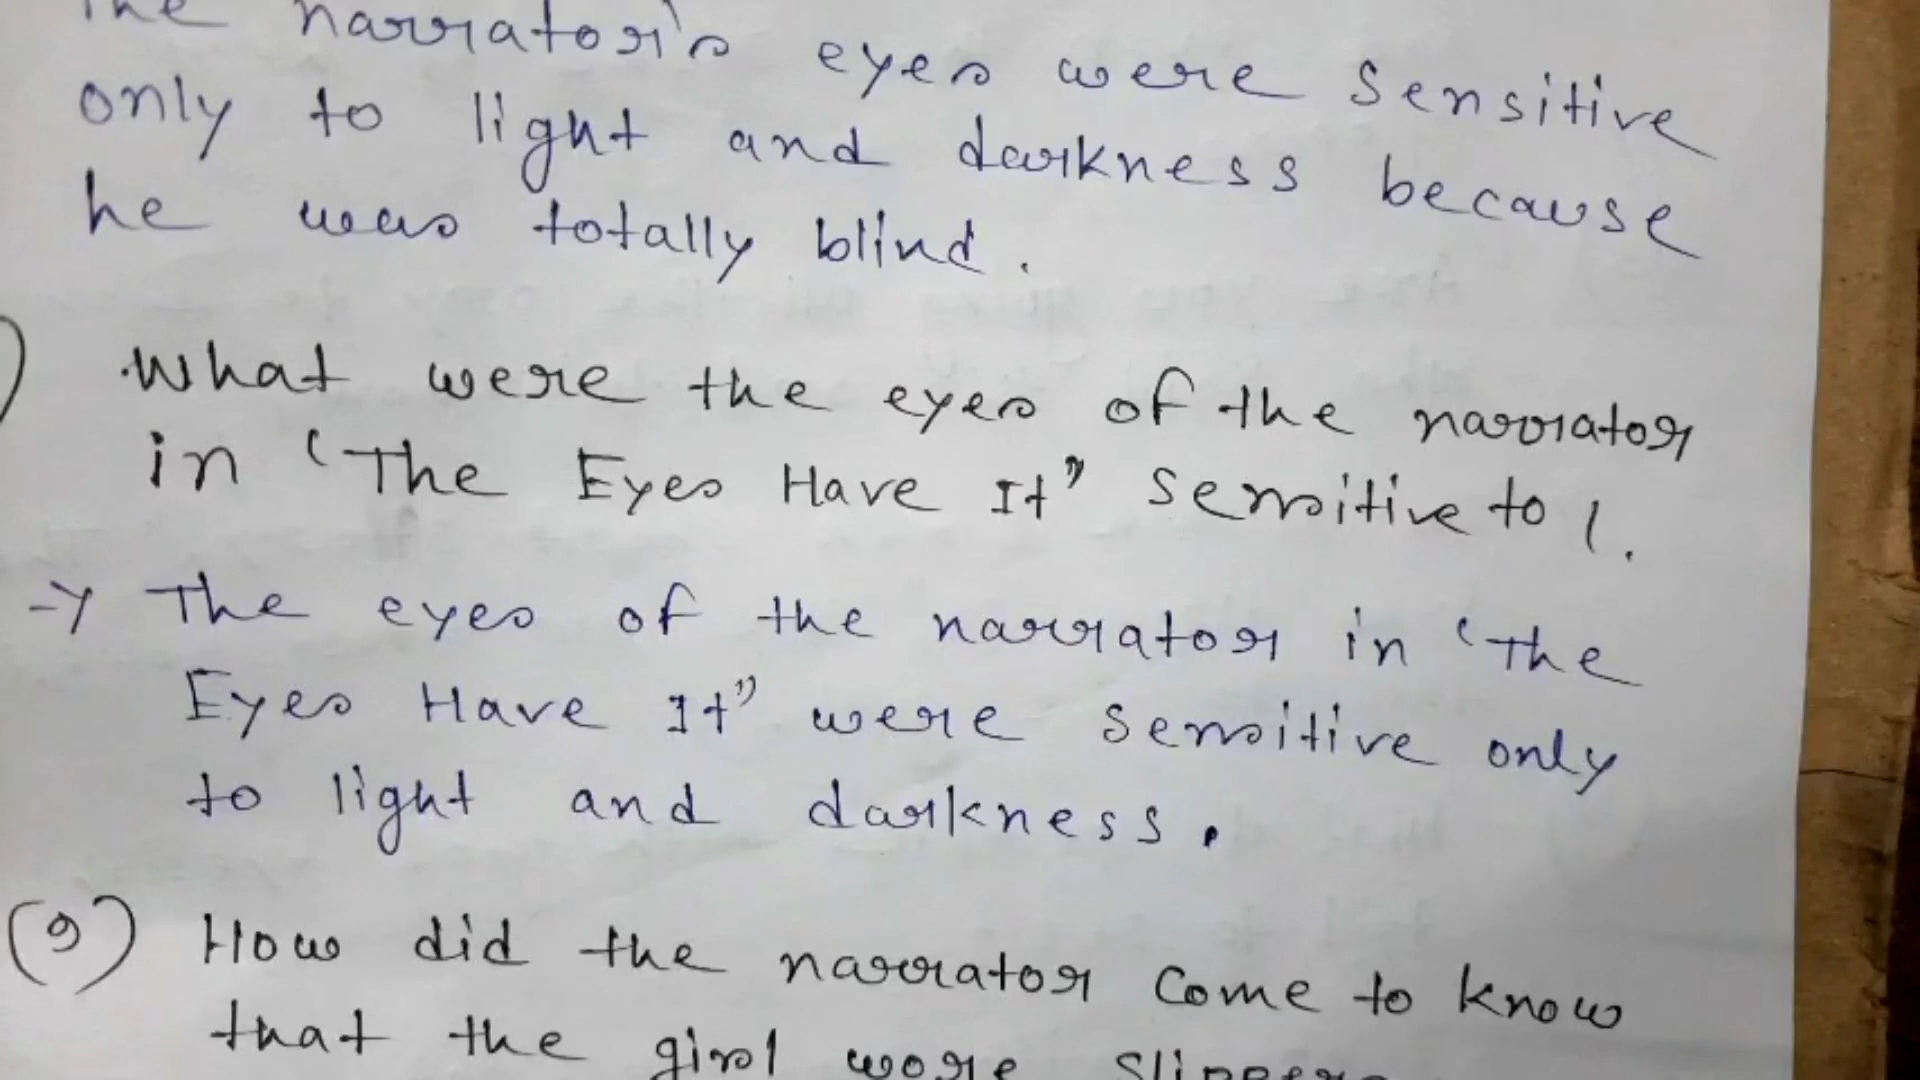 The narrator's eyes were sensitive
only to light and darkness because
he was totally blind.
) What were the eyes of the narrator
in ‘The Eyes Have It” sensitive to ?
→ The eyes of the narrator in ‘The
Eyes Have It” were sensitive only
to light and darkness.
(9) How did the narrator come to know
that the girl wore slippers